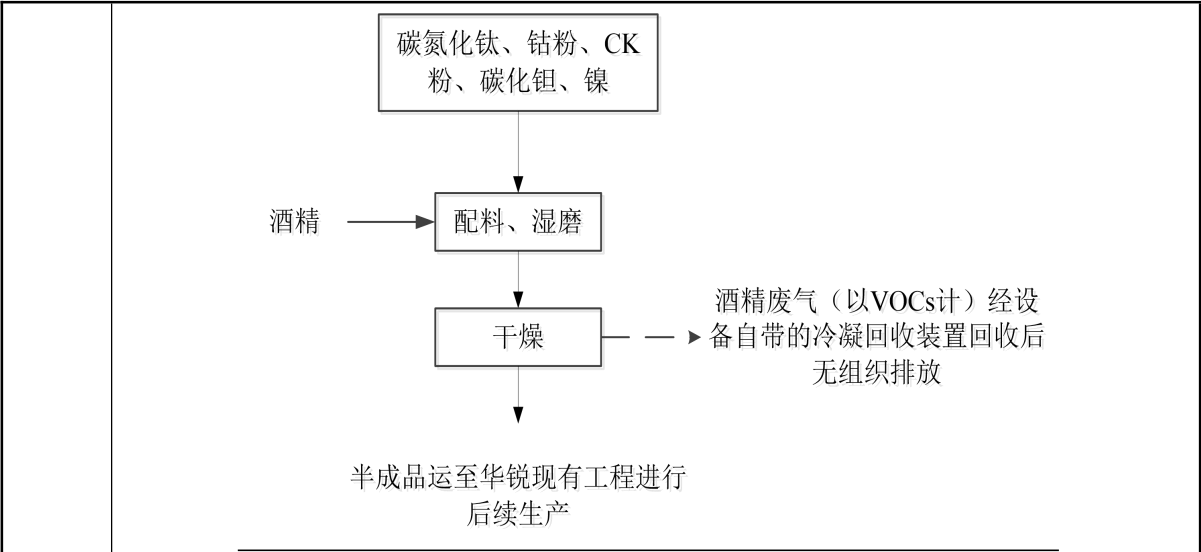 碳氮化钛、钴粉、CK
粉、碳化钽、镍
酒精
配料、湿磨
干燥
酒精废气（以VOCs计）经设
备自带的冷凝回收装置回收后
无组织排放
半成品运至华锐现有工程进行
后续生产